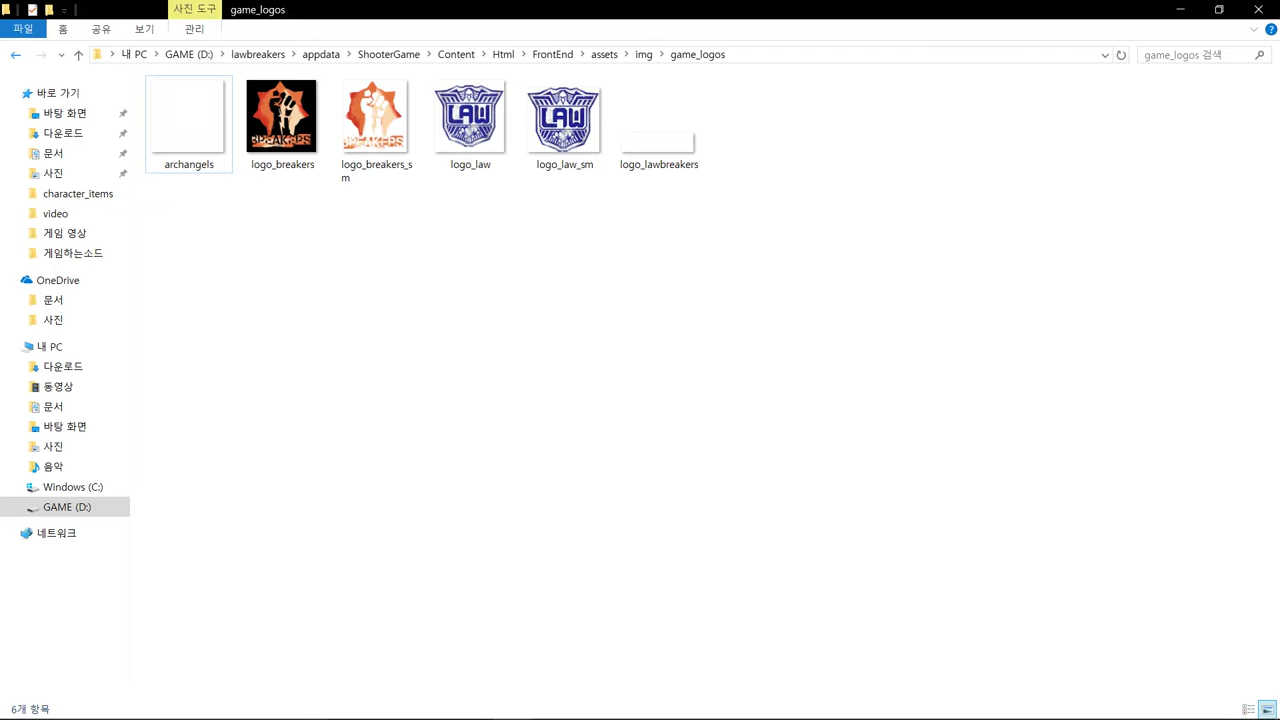 사진 도구
game_logos
파일
홈
공유
보기
관리
내 PC
GAME (D:)
lawbreakers
appdata
ShooterGame
Content
Html
FrontEnd
assets
img
game_logos
game_logos 검색
바로 가기
바탕 화면
다운로드
문서
사진
character_items
video
게임 영상
게임하는소드
OneDrive
문서
사진
내 PC
다운로드
동영상
문서
바탕 화면
사진
음악
Windows (C:)
GAME (D:)
네트워크
BREAKERS
BREAKERS
LAW
LAW
archangels
logo_breakers
logo_breakers_s
m
logo_law
logo_law_sm
logo_lawbreakers
6개 항목